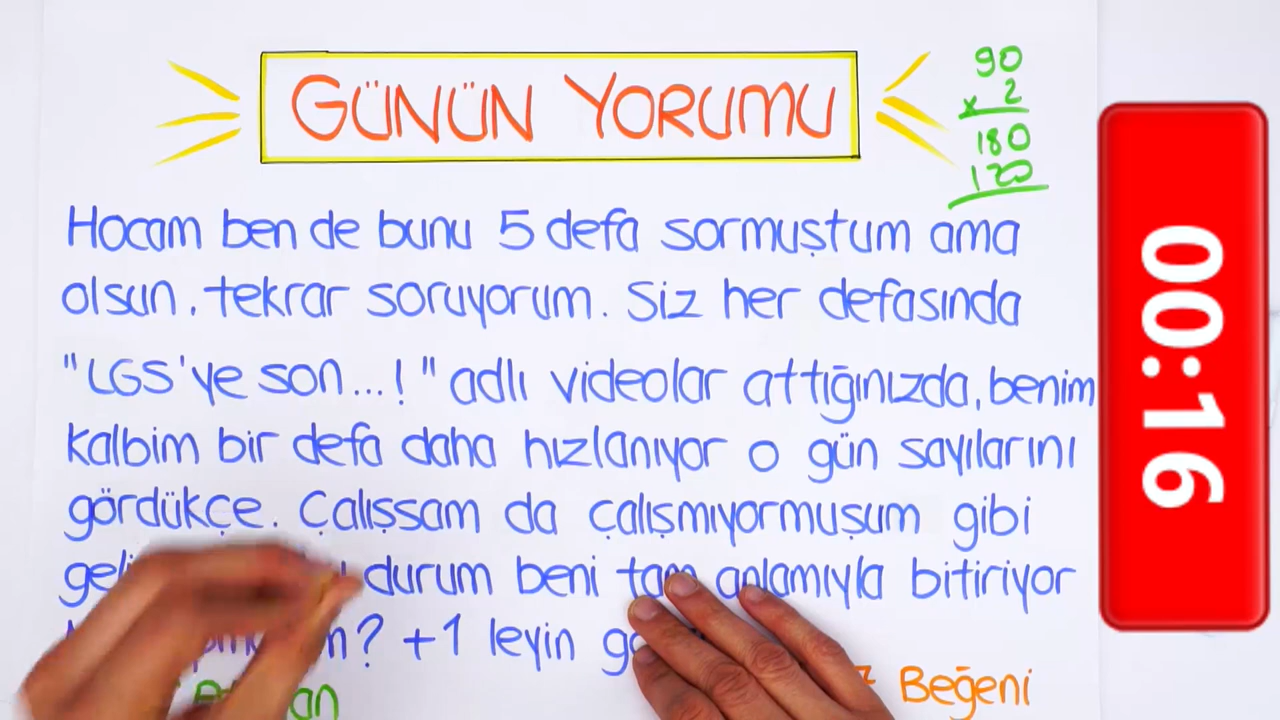 GÜNÜN YORUMU
90
x 2
180
120
Hocam ben de bunu 5 defa sormuştum ama
olsun, tekrar soruyorum. Siz her defasında
"LGS'ye son...!" adlı videolar attığınızda, benim
kalbim bir defa daha hızlanıyor o gün sayılarını
gördükçe. Çalışsam da çalışmıyormuşum gibi
durum beni tam anlamıyla bitiriyor
? +1 leyin
Beğeni
00:16